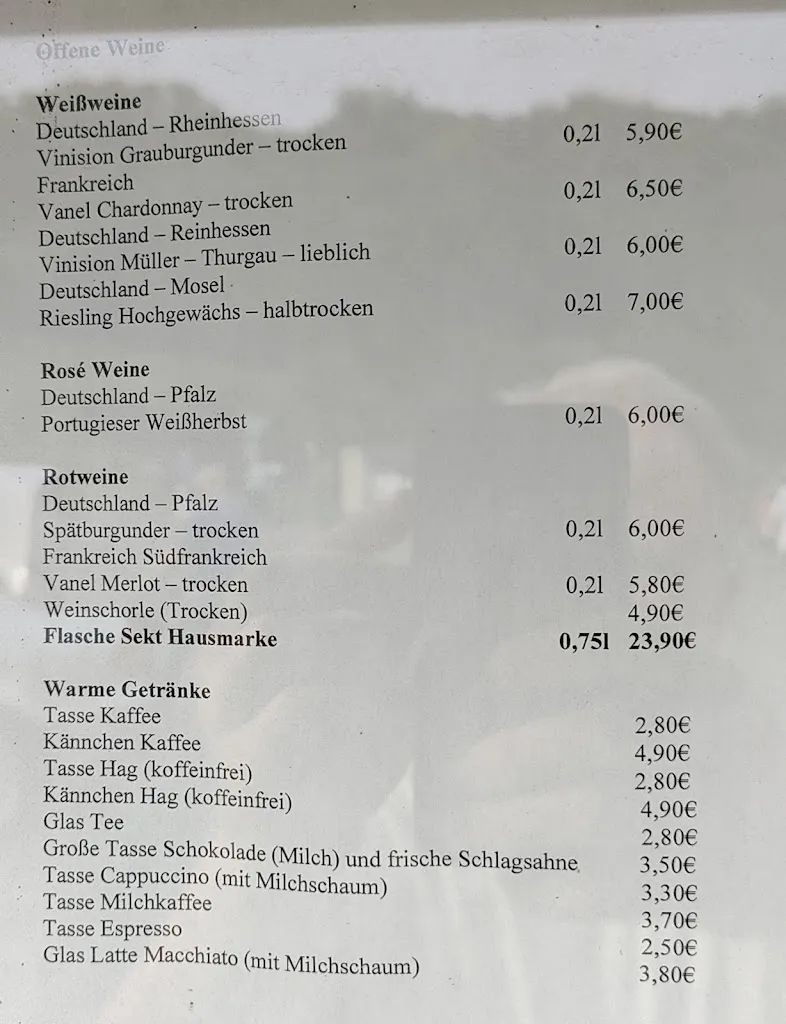 Offene Weine
Weißweine
Deutschland – Rheinhessen
Vinision Grauburgunder – trocken 0,2l 5,90€
Frankreich
Vanel Chardonnay – trocken 0,2l 6,50€
Deutschland – Reinhessen
Vinision Müller – Thurgau – lieblich 0,2l 6,00€
Deutschland – Mosel
Riesling Hochgewächs – halbtrocken 0,2l 7,00€
Rosé Weine
Deutschland – Pfalz
Portugieser Weißherbst 0,2l 6,00€
Rotweine
Deutschland – Pfalz
Spätburgunder – trocken 0,2l 6,00€
Frankreich Südfrankreich
Vanel Merlot – trocken 0,2l 5,80€
Weinschorle (Trocken) 4,90€
Flasche Sekt Hausmarke 0,75l 23,90€
Warme Getränke
Tasse Kaffee 2,80€
Kännchen Kaffee 4,90€
Tasse Hag (koffeinfrei) 2,80€
Kännchen Hag (koffeinfrei) 4,90€
Glas Tee 2,80€
Große Tasse Schokolade (Milch) und frische Schlagsahne 3,50€
Tasse Cappuccino (mit Milchschaum) 3,30€
Tasse Milchkaffee 3,70€
Tasse Espresso 2,50€
Glas Latte Macchiato (mit Milchschaum) 3,80€